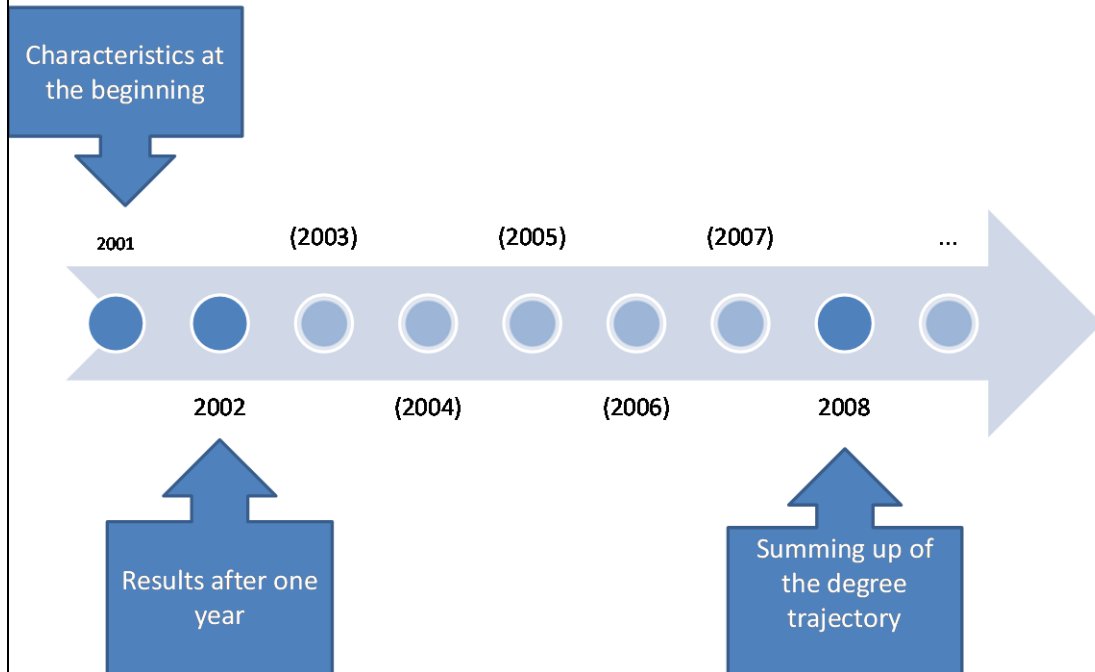 Characteristics at
the beginning
2001
(2003)
(2005)
(2007)
...
2002
(2004)
(2006)
2008
Results after one
year
Summing up of
the degree
trajectory